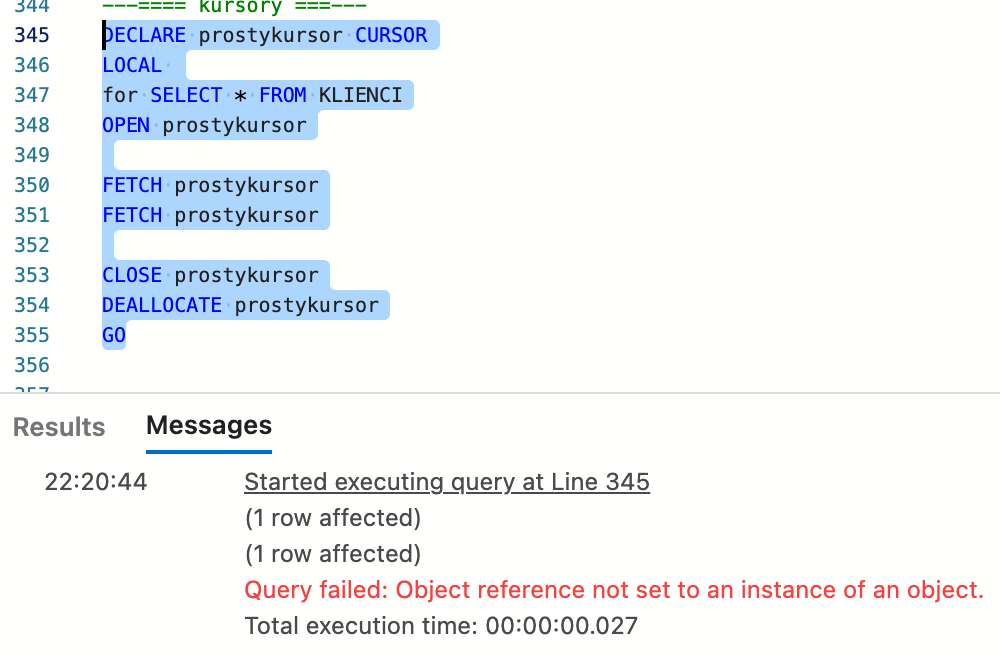 344 ---==== kursory ===---
345 DECLARE prostykursor CURSOR
346 LOCAL
347 for SELECT * FROM KLIENCI
348 OPEN prostykursor
349
350 FETCH prostykursor
351 FETCH prostykursor
352
353 CLOSE prostykursor
354 DEALLOCATE prostykursor
355 GO
356
357
Results Messages
22:20:44 Started executing query at Line 345
(1 row affected)
(1 row affected)
Query failed: Object reference not set to an instance of an object.
Total execution time: 00:00:00.027